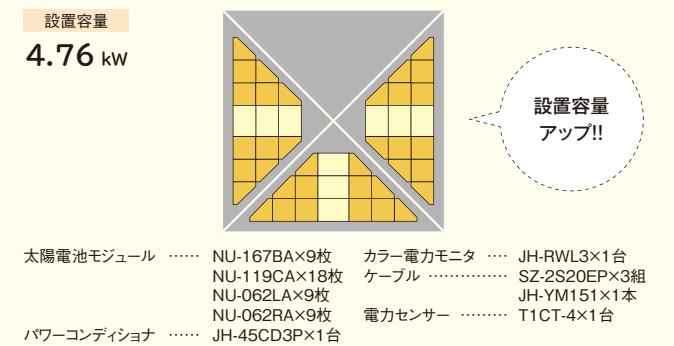 設置容量
4.76 kW
設置容量
アップ!!
太陽電池モジュール …… NU-167BA×9枚
NU-119CA×18枚
NU-062LA×9枚
NU-062RA×9枚
パワーコンディショナ …… JH-45CD3P×1台
カラー電力モニタ …… JH-RWL3×1台
ケーブル …………… SZ-2S20EP×3組
JH-YM151×1本
電力センサー ……… T1CT-4×1台